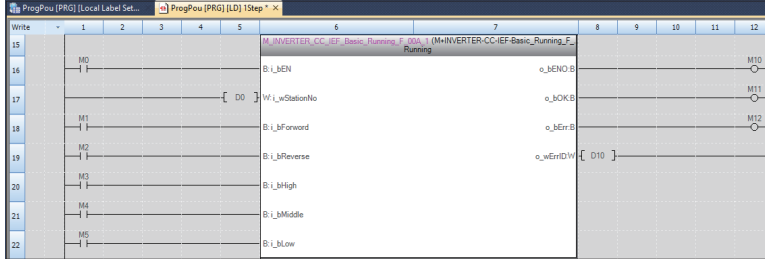 ProgPou [PRG] [Local Label Set... ProgPou [PRG] [LD] 1Step * ×
Write 1 2 3 4 5 6 7 8 9 10 11 12
15 M_INVERTER_CC_IEF_Basic_Running_F_00A_1 (M+INVERTER-CC-IEF-Basic_Running_F_
Running
M0 M10
16 B:i_bEN o_bENO:B
M11
17 D0 W:i_wStationNo o_bOK:B
M1 M12
18 B:i_bForword o_bErr:B
M2
19 B:i_bReverse o_wErrID:W D10
M3
20 B:i_bHigh
M4
21 B:i_bMiddle
M5
22 B:i_bLow